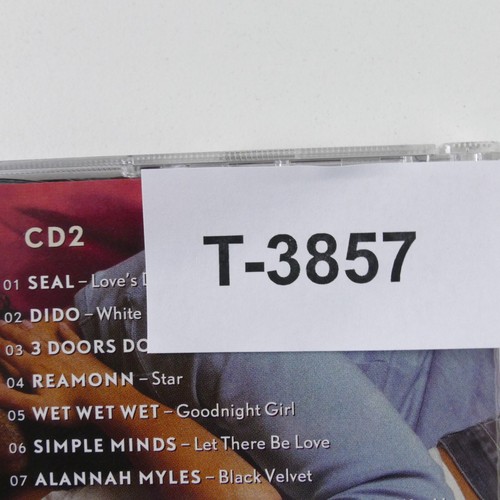 CD2
T-3857
01 SEAL – Love's
02 DIDO – White
03 3 DOORS
04 REAMONN – Star
05 WET WET WET – Goodnight Girl
06 SIMPLE MINDS – Let There Be Love
07 ALANNAH MYLES – Black Velvet